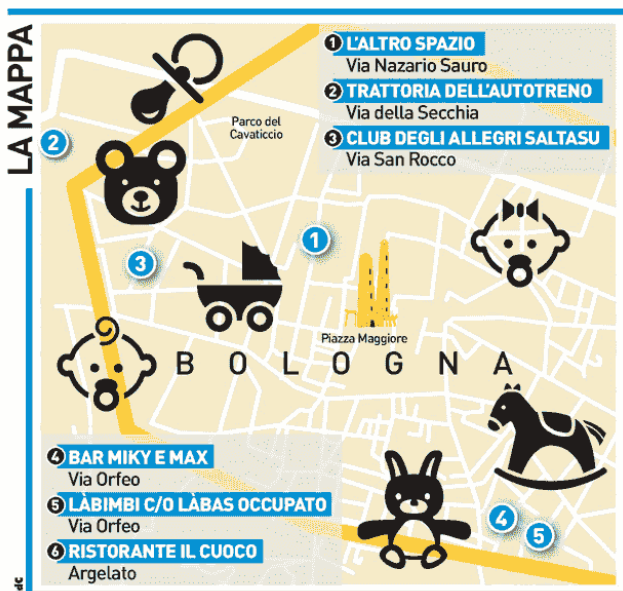 LA MAPPA
1 L'ALTRO SPAZIO
Via Nazario Sauro
2 TRATTORIA DELL'AUTOTRENO
Via della Secchia
3 CLUB DEGLI ALLEGRI SALTASU
Via San Rocco
Parco del
Cavaticcio
2
1
3
Piazza Maggiore
BOLOGNA
4 BAR MIKY E MAX
Via Orfeo
5 LÀBIMBI C/O LÀBAS OCCUPATO
Via Orfeo
6 RISTORANTE IL CUOCO
Argelato
4
5
dc